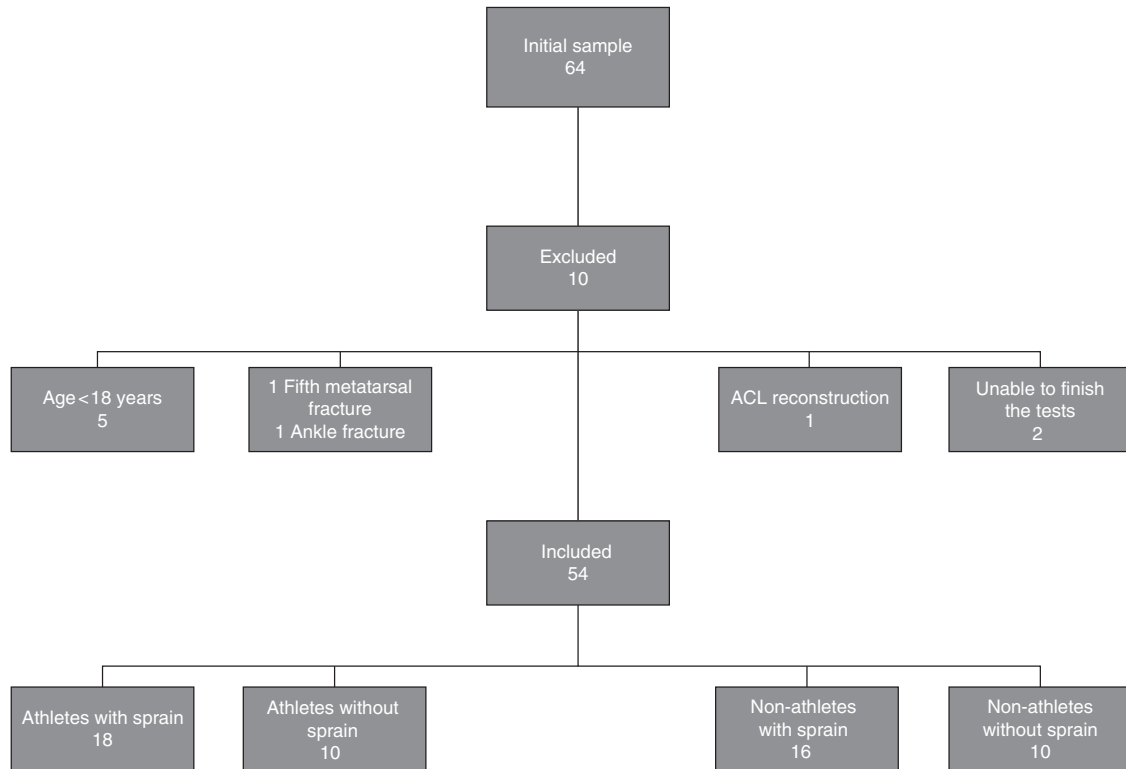 Initial sample
64
Excluded
10
Age<18 years
5
1 Fifth metatarsal
fracture
1 Ankle fracture
ACL reconstruction
1
Unable to finish
the tests
2
Included
54
Athletes with sprain
18
Athletes without
sprain
10
Non-athletes
with sprain
16
Non-athletes
without sprain
10